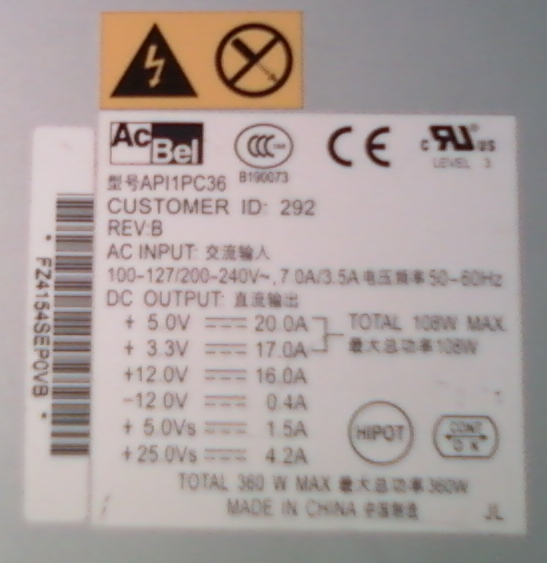 AcBel
CCC
B190073
CE
c RU US
LEVEL 3
型号API1PC36
CUSTOMER ID: 292
REV:B
AC INPUT: 交流输入
100-127/200-240V~, 7.0A/3.5A 电压频率 50-60Hz
DC OUTPUT: 直流输出
+ 5.0V ⎓ 20.0A
+ 3.3V ⎓ 17.0A
TOTAL 108W MAX
最大总功率108W
+12.0V ⎓ 16.0A
-12.0V ⎓ 0.4A
+ 5.0Vs ⎓ 1.5A
+25.0Vs ⎓ 4.2A
HIPOT
CONT.
TOTAL 360 W MAX 最大总功率360W
MADE IN CHINA 中国制造
JL
* FZ4154SEP0VB *